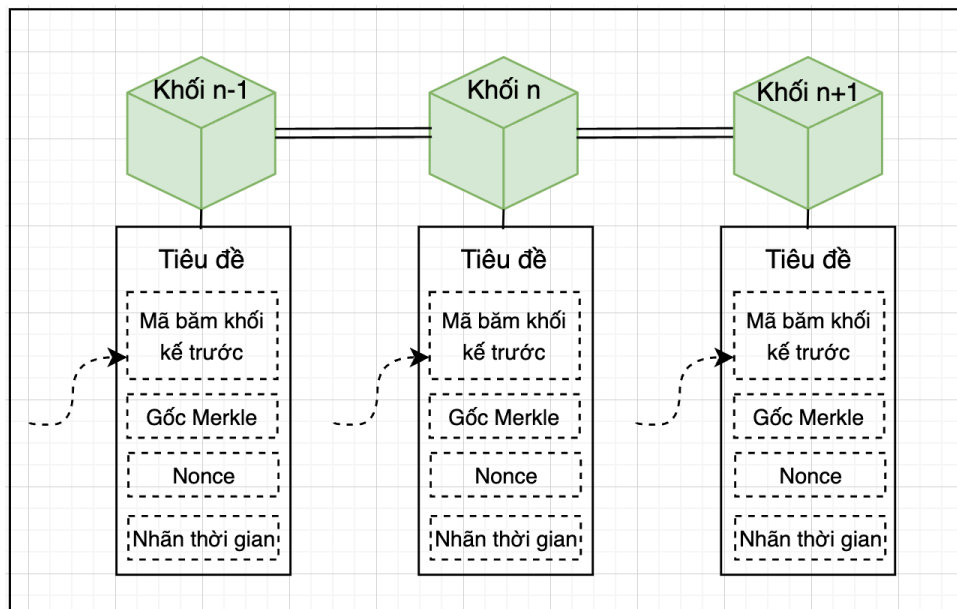 Khối n-1
Khối n
Khối n+1
Tiêu đề
Mã băm khối
kế trước
Gốc Merkle
Nonce
Nhãn thời gian
Tiêu đề
Mã băm khối
kế trước
Gốc Merkle
Nonce
Nhãn thời gian
Tiêu đề
Mã băm khối
kế trước
Gốc Merkle
Nonce
Nhãn thời gian